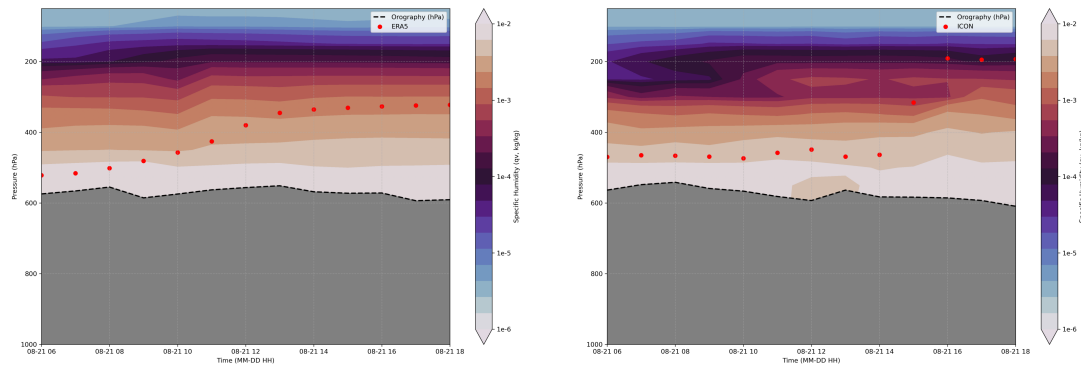 Orography (hPa)
ERA5
200
400
600
800
1000
Pressure (hPa)
08-21 06
08-21 08
08-21 10
08-21 12
08-21 14
08-21 16
08-21 18
Time (MM-DD HH)
1e-2
1e-3
1e-4
1e-5
1e-6
Specific Humidity (qv, kg/kg)
Orography (hPa)
ICON
200
400
600
800
1000
Pressure (hPa)
08-21 06
08-21 08
08-21 10
08-21 12
08-21 14
08-21 16
08-21 18
Time (MM-DD HH)
1e-2
1e-3
1e-4
1e-5
1e-6